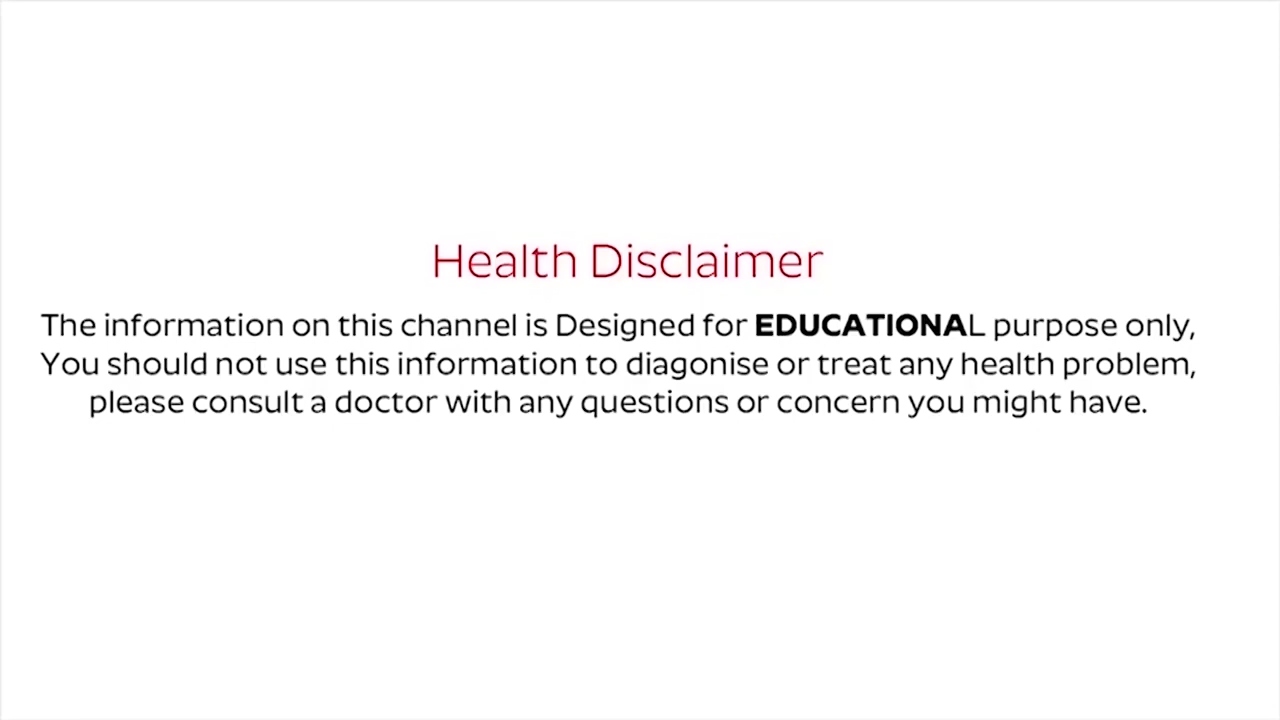 Health Disclaimer
The information on this channel is Designed for EDUCATIONAL purpose only,
You should not use this information to diagonise or treat any health problem,
please consult a doctor with any questions or concern you might have.